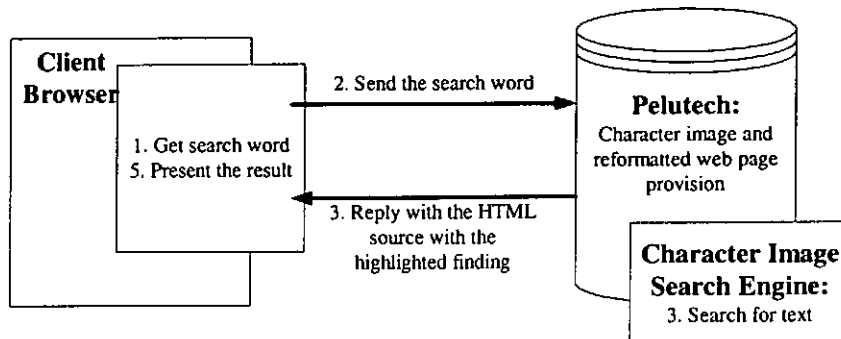 Client
Browser
1. Get search word
5. Present the result
2. Send the search word
3. Reply with the HTML
source with the
highlighted finding
Pelutech:
Character image and
reformatted web page
provision
Character Image
Search Engine:
3. Search for text